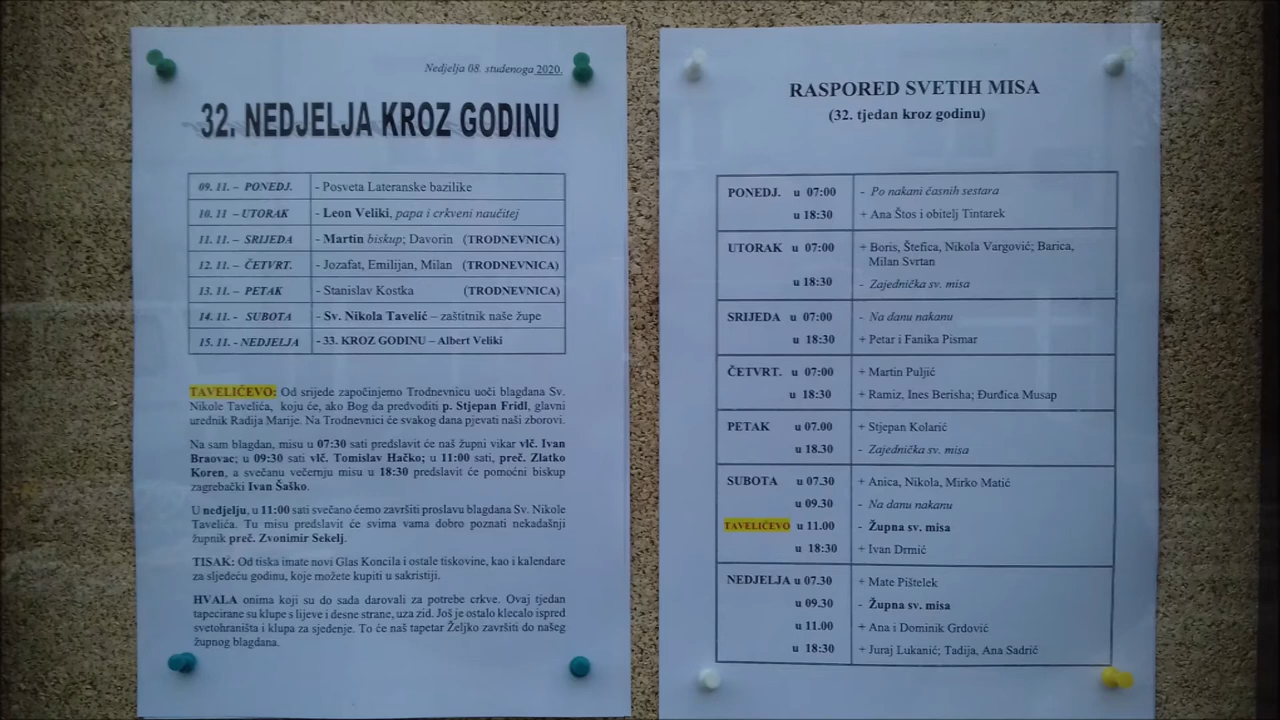 Nedjelja 08. studenoga 2020.
32. NEDJELJA KROZ GODINU
09. 11. – PONEDJ. - Posveta Lateranske bazilike
10. 11 – UTORAK - Leon Veliki, papa i crkveni naučitej
11. 11. – SRIJEDA - Martin biskup; Davorin (TRODNEVNICA)
12. 11. – ČETVRT. - Jozafat, Emilijan, Milan (TRODNEVNICA)
13. 11. – PETAK - Stanislav Kostka (TRODNEVNICA)
14. 11. - SUBOTA - Sv. Nikola Tavelić – zaštitnik naše župe
15. 11. - NEDJELJA - 33. KROZ GODINU – Albert Veliki
TAVELIĆEVO: Od srijede započinjemo Trodnevnicu uoči blagdana Sv.
Nikole Tavelića, koju će, ako Bog da predvoditi p. Stjepan Fridl, glavni
urednik Radija Marije. Na Trodnevnici će svakog dana pjevati naši zborovi.
Na sam blagdan, misu u 07:30 sati predslavit će naš župni vikar vlč. Ivan
Braovac; u 09:30 sati vlč. Tomislav Hačko; u 11:00 sati, preč. Zlatko
Koren, a svečanu večernju misu u 18:30 predslavit će pomoćni biskup
zagrebački Ivan Šaško.
U nedjelju, u 11:00 sati svečano ćemo završiti proslavu blagdana Sv. Nikole
Tavelića. Tu misu predslavit će svima vama dobro poznati nekadašnji
župnik preč. Zvonimir Sekelj.
TISAK: Od tiska imate novi Glas Koncila i ostale tiskovine, kao i kalendare
za sljedeću godinu, koje možete kupiti u sakristiji.
HVALA onima koji su do sada darovali za potrebe crkve. Ovaj tjedan
tapecirane su klupe s lijeve i desne strane, uza zid. Još je ostalo klecalo ispred
svetohraništa i klupa za sjedenje. To će naš tapetar Željko završiti do našeg
župnog blagdana.
RASPORED SVETIH MISA
(32. tjedan kroz godinu)
PONEDJ. u 07:00 - Po nakani časnih sestara
u 18:30 + Ana Štos i obitelj Tintarek
UTORAK u 07:00 + Boris, Štefica, Nikola Vargović; Barica,
Milan Svrtan
u 18:30 - Zajednička sv. misa
SRIJEDA u 07:00 - Na danu nakanu
u 18:30 + Petar i Fanika Pismar
ČETVRT. u 07:00 + Martin Puljić
u 18:30 + Ramiz, Ines Berisha; Đurđica Musap
PETAK u 07.00 + Stjepan Kolarić
u 18.30 - Zajednička sv. misa
SUBOTA u 07.30 + Anica, Nikola, Mirko Matić
u 09.30 - Na danu nakanu
TAVELIĆEVO u 11.00 - Župna sv. misa
u 18:30 + Ivan Drmić
NEDJELJA u 07.30 + Mate Pištelek
u 09.30 - Župna sv. misa
u 11.00 + Ana i Dominik Grdović
u 18:30 + Juraj Lukanić; Tadija, Ana Sadrić